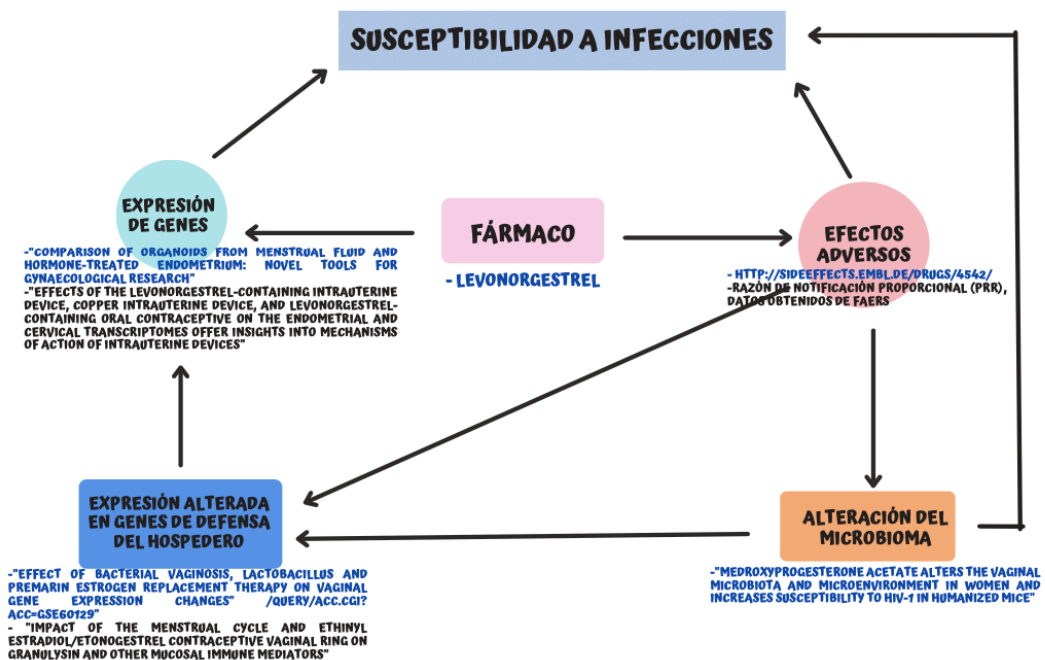 SUSCEPTIBILIDAD A INFECCIONES
EXPRESIÓN
DE GENES
-"COMPARISON OF ORGANOIDS FROM MENSTRUAL FLUID AND
HORMONE-TREATED ENDOMETRIUM: NOVEL TOOLS FOR
GYNAECOLOGICAL RESEARCH"
-"EFFECTS OF THE LEVONORGESTREL-CONTAINING INTRAUTERINE
DEVICE, COPPER INTRAUTERINE DEVICE, AND LEVONORGESTREL-
CONTAINING ORAL CONTRACEPTIVE ON THE ENDOMETRIAL AND
CERVICAL TRANSCRIPTOMES OFFER INSIGHTS INTO MECHANISMS
OF ACTION OF INTRAUTERINE DEVICES"
FÁRMACO
- LEVONORGESTREL
EFECTOS
ADVERSOS
- HTTP://SIDEEFFECTS.EMBL.DE/DRUGS/4542/
-RAZÓN DE NOTIFICACIÓN PROPORCIONAL (PRR),
DATOS OBTENIDOS DE FAERS
EXPRESIÓN ALTERADA
EN GENES DE DEFENSA
DEL HOSPEDERO
-"EFFECT OF BACTERIAL VAGINOSIS, LACTOBACILLUS AND
PREMARIN ESTROGEN REPLACEMENT THERAPY ON VAGINAL
GENE EXPRESSION CHANGES" /QUERY/ACC.CGI?
ACC=GSE60129"
- "IMPACT OF THE MENSTRUAL CYCLE AND ETHINYL
ESTRADIOL/ETONOGESTREL CONTRACEPTIVE VAGINAL RING ON
GRANULYSIN AND OTHER MUCOSAL IMMUNE MEDIATORS"
ALTERACIÓN DEL
MICROBIOMA
-"MEDROXYPROGESTERONE ACETATE ALTERS THE VAGINAL
MICROBIOTA AND MICROENVIRONMENT IN WOMEN AND
INCREASES SUSCEPTIBILITY TO HIV-1 IN HUMANIZED MICE"